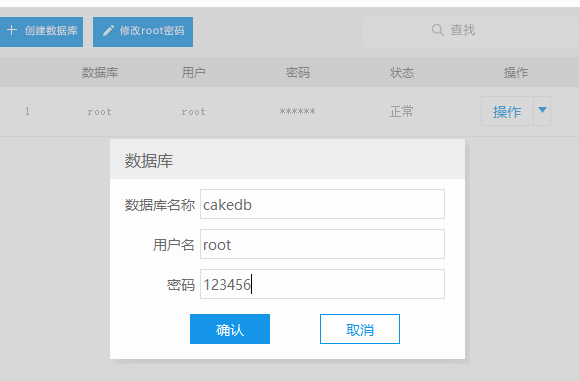 创建数据库 修改root密码 查找
数据库 用户 密码 状态 操作
1 root root ****** 正常 操作
数据库
数据库名称 cakedb
用户名 root
密码 123456
确认 取消